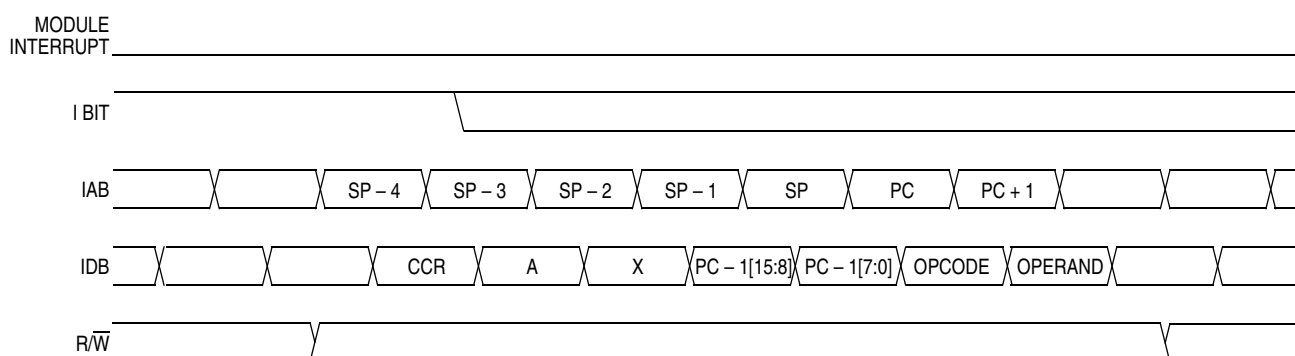 MODULE
INTERRUPT
I BIT
IAB
SP – 4 SP – 3 SP – 2 SP – 1 SP PC PC + 1
IDB
CCR A X PC – 1[15:8] PC – 1[7:0] OPCODE OPERAND
R/W̅